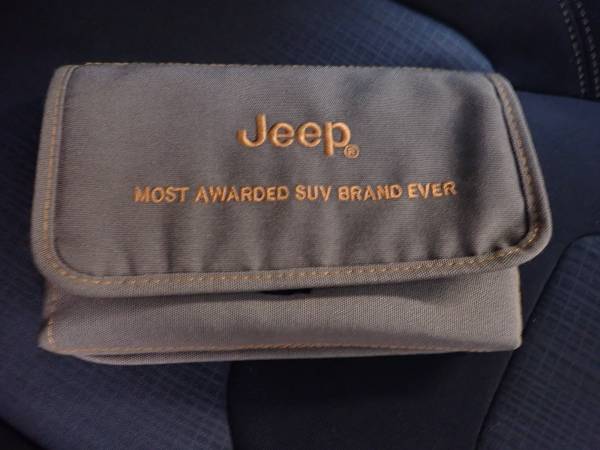 Jeep®
MOST AWARDED SUV BRAND EVER